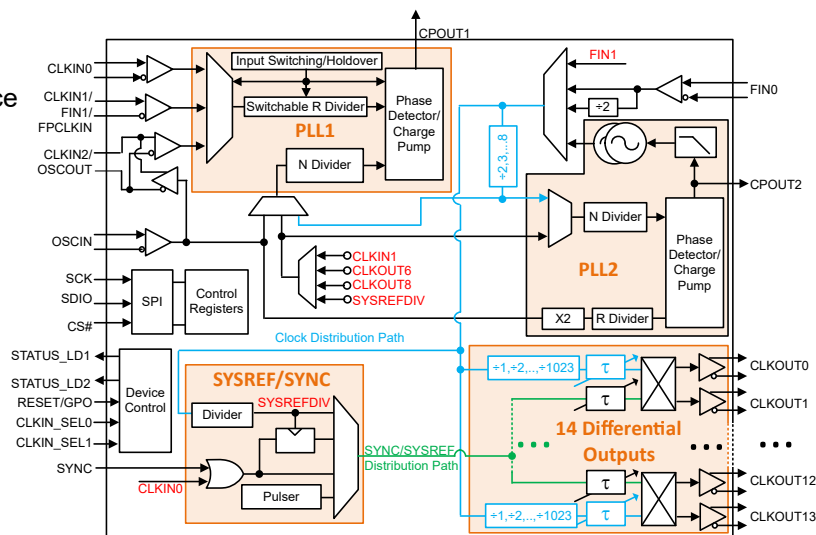 CPOUT1
ce
CLKIN0
CLKIN1/
FIN1/
FPCLKIN
CLKIN2/
OSCOUT
OSCIN
Input Switching/Holdover
Switchable R Divider
PLL1
N Divider
Phase
Detector/
Charge
Pump
FIN1
FIN0
÷2
÷2,3,...8
CPOUT2
N Divider
PLL2
Phase
Detector/
Charge
Pump
X2
R Divider
CLKIN1
CLKOUT6
CLKOUT8
SYSREFDIV
SCK
SDIO
CS#
SPI
Control
Registers
Clock Distribution Path
STATUS_LD1
STATUS_LD2
RESET/GPO
CLKIN_SEL0
CLKIN_SEL1
Device
Control
SYNC
CLKIN0
SYSREF/SYNC
Divider
SYSREFDIV
Pulser
SYNC/SYSREF
Distribution Path
÷1,÷2,..,÷1023
τ
τ
CLKOUT0
CLKOUT1
14 Differential
Outputs
τ
÷1,÷2,..,÷1023
τ
CLKOUT12
CLKOUT13